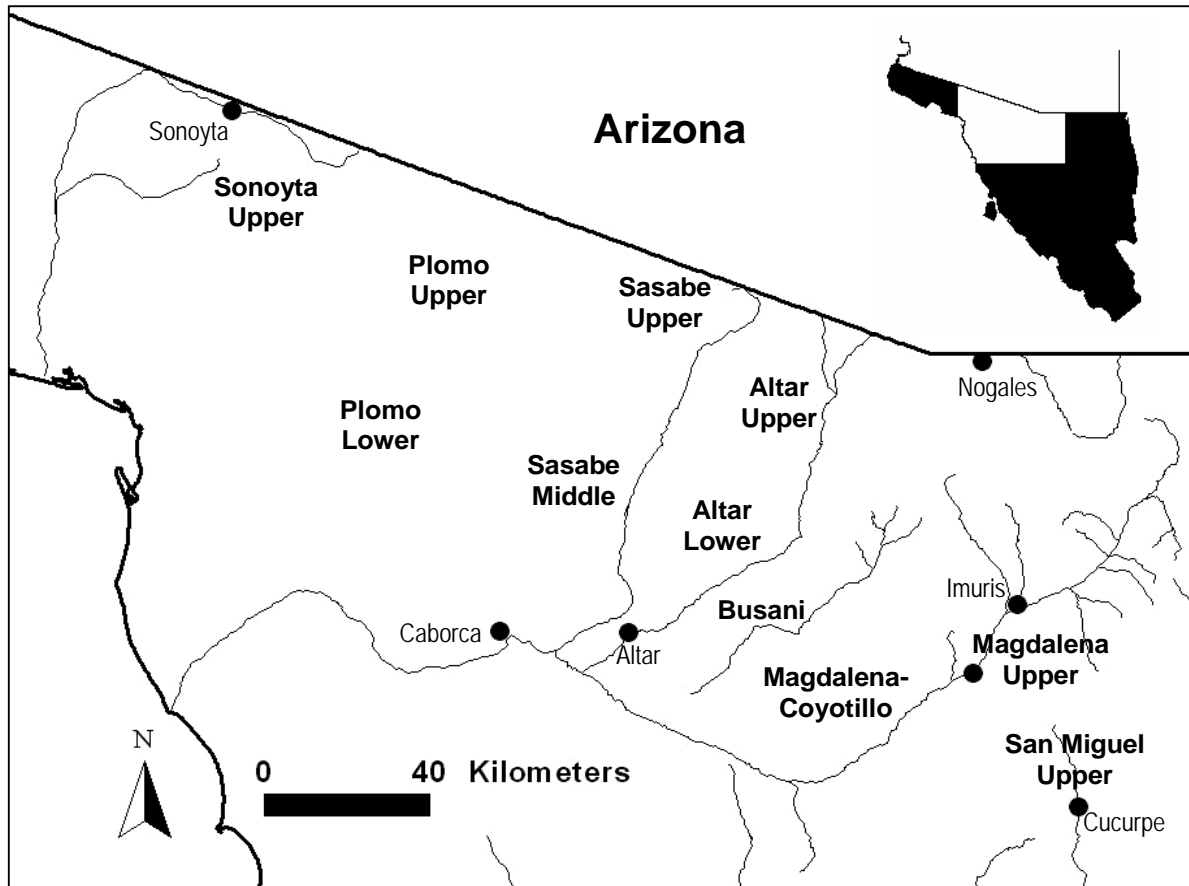 Arizona
Sonoyta
Sonoyta
Upper
Plomo
Upper
Sasabe
Upper
Nogales
Altar
Upper
Plomo
Lower
Sasabe
Middle
Altar
Lower
Imuris
Busani
Caborca
Altar
Magdalena
Upper
Magdalena-
Coyotillo
San Miguel
Upper
N
0 40 Kilometers
Cucurpe